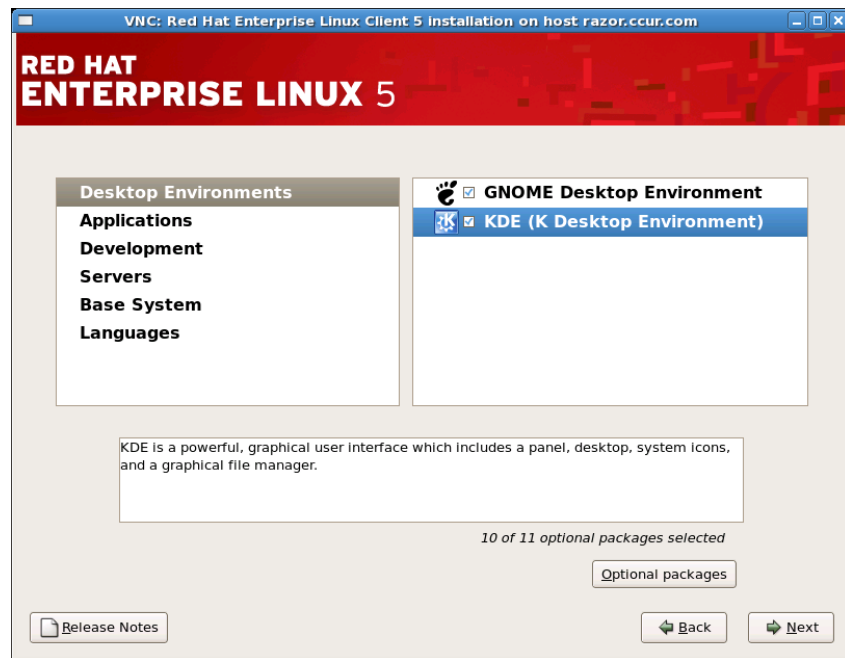 VNC: Red Hat Enterprise Linux Client 5 installation on host razor.ccur.com
RED HAT
ENTERPRISE LINUX 5
Desktop Environments
Applications
Development
Servers
Base System
Languages
GNOME Desktop Environment
KDE (K Desktop Environment)
KDE is a powerful, graphical user interface which includes a panel, desktop, system icons,
and a graphical file manager.
10 of 11 optional packages selected
Optional packages
Release Notes
Back
Next